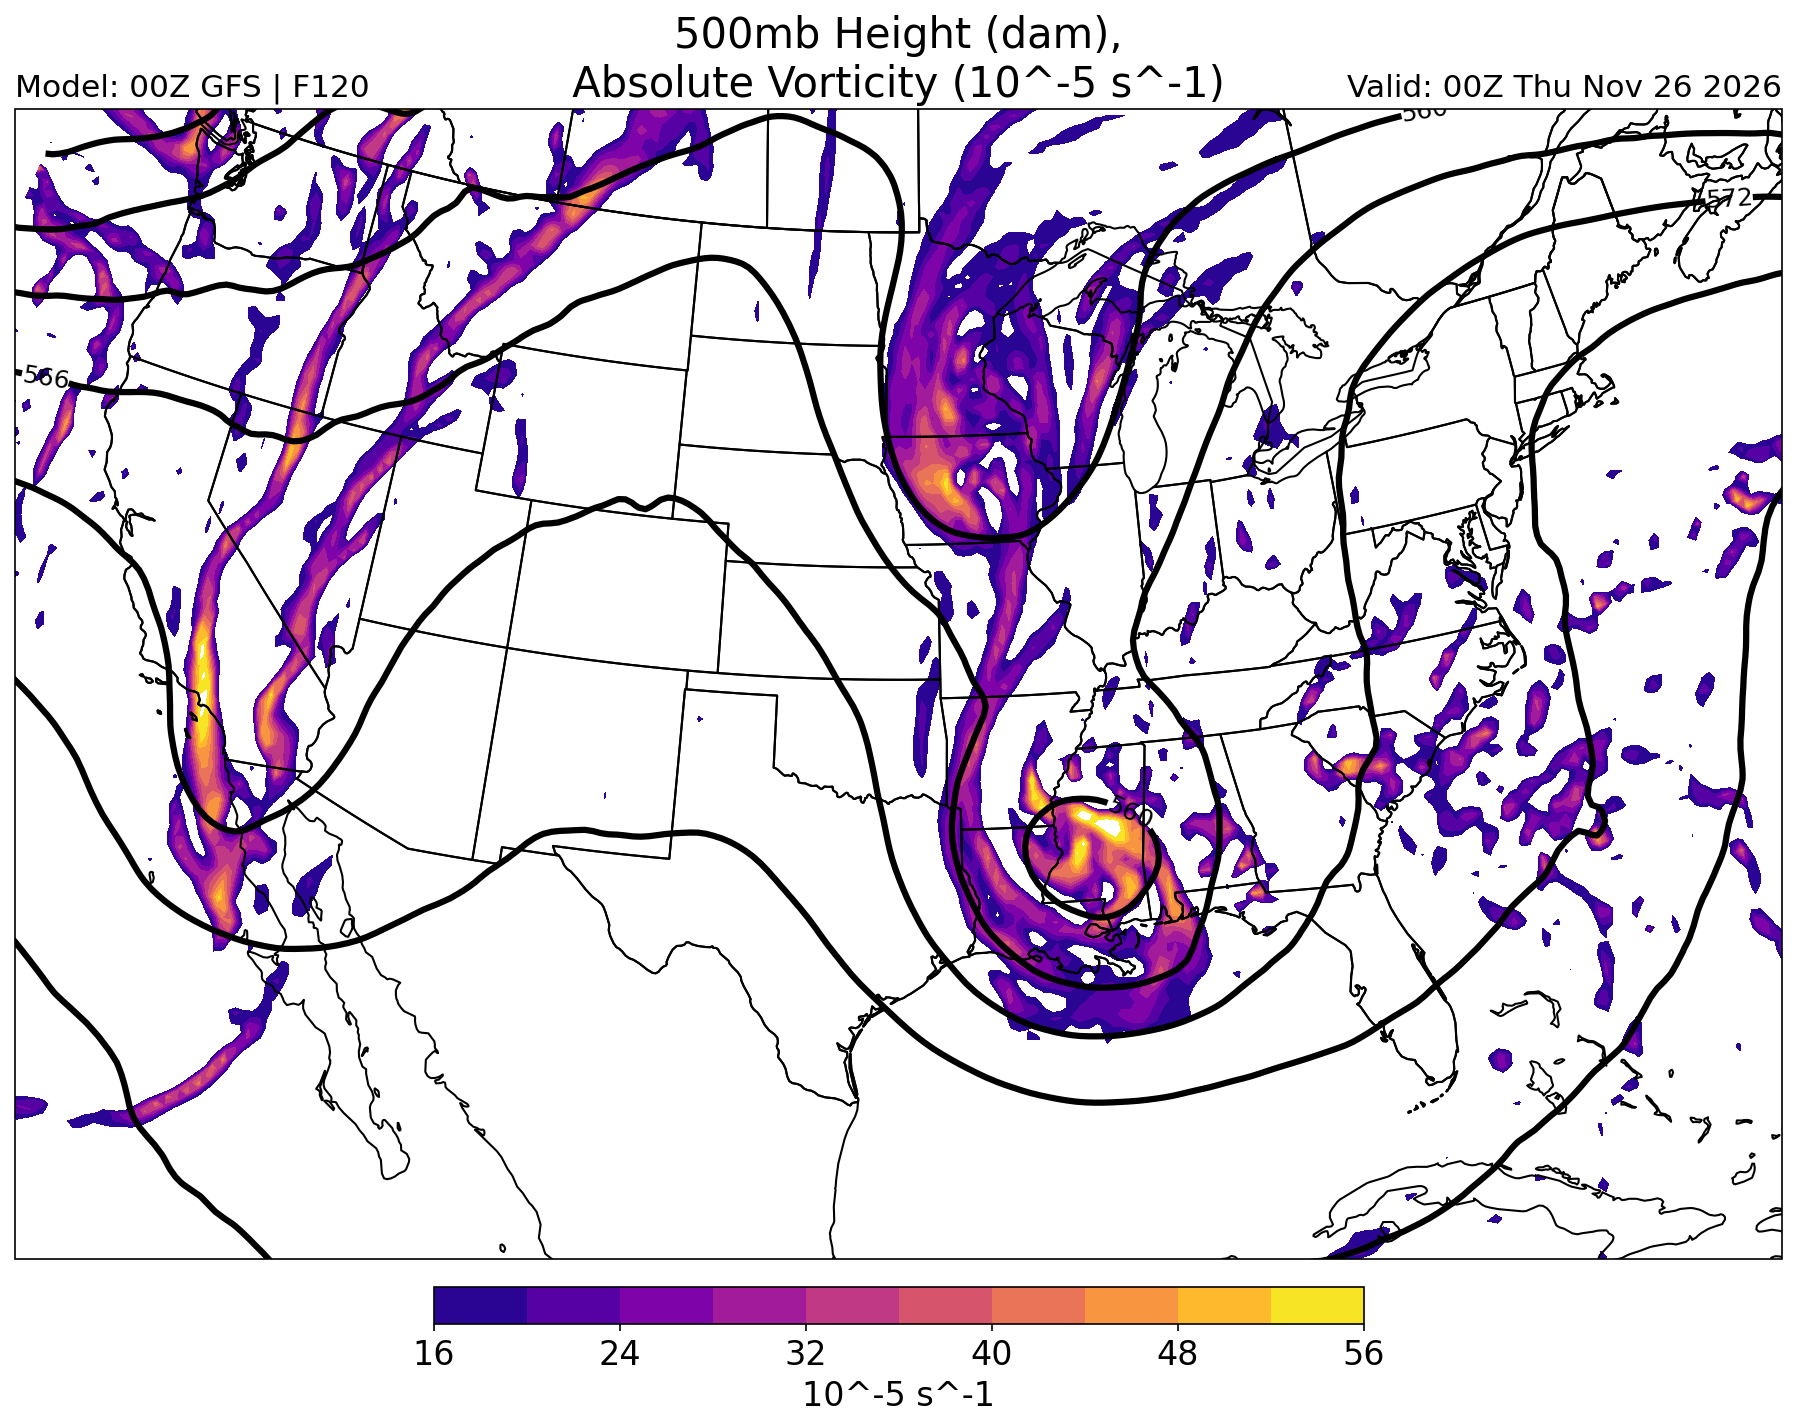 500mb Height (dam),
Absolute Vorticity (10^-5 s^-1)
Model: 00Z GFS | F120
Valid: 00Z Thu Nov 26 2026
560
572
566
560
16 24 32 40 48 56
10^-5 s^-1